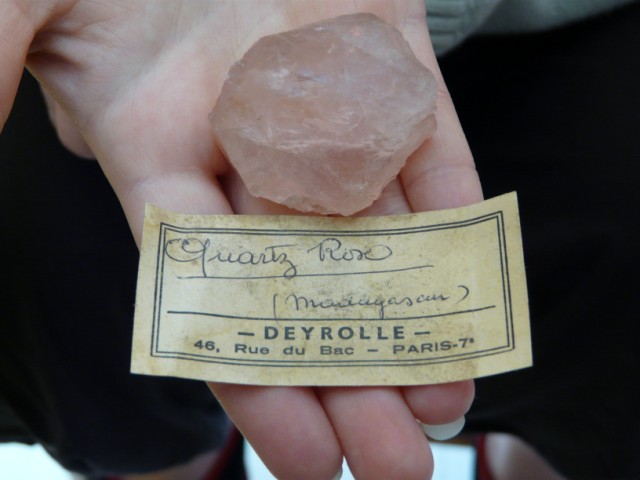 Quartz Rose
(Madagascar)
— DEYROLLE —
46, Rue du Bac — PARIS-7ᵉ